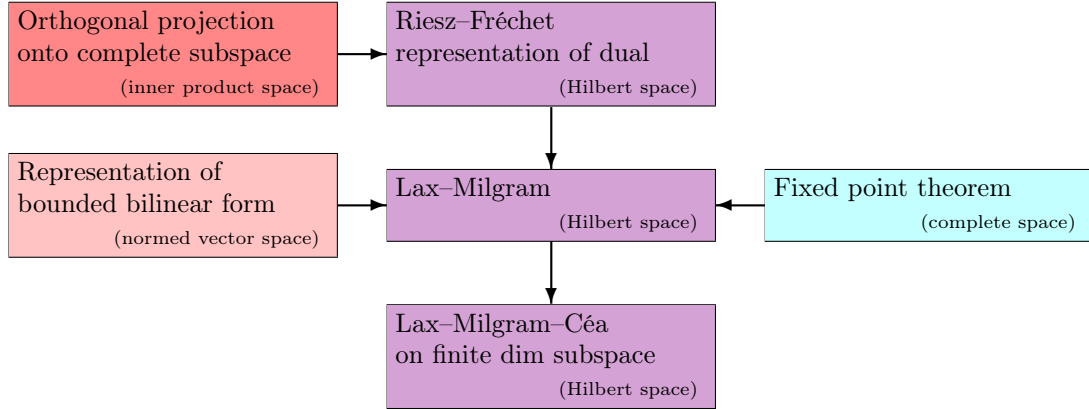 Orthogonal projection
onto complete subspace
(inner product space)
Riesz–Fréchet
representation of dual
(Hilbert space)
Representation of
bounded bilinear form
(normed vector space)
Lax–Milgram
(Hilbert space)
Fixed point theorem
(complete space)
Lax–Milgram–Céa
on finite dim subspace
(Hilbert space)